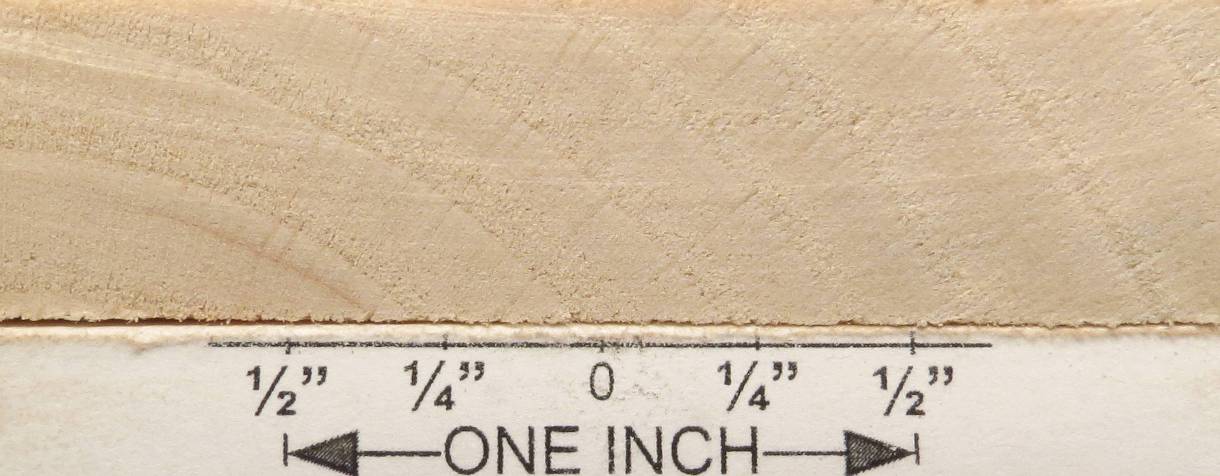 ½” ¼” 0 ¼” ½”
ONE INCH